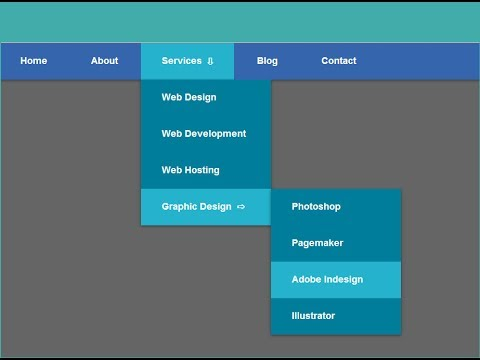 Home About Services ⇩ Blog Contact
Web Design
Web Development
Web Hosting
Graphic Design ⇨ Photoshop
Pagemaker
Adobe Indesign
Illustrator